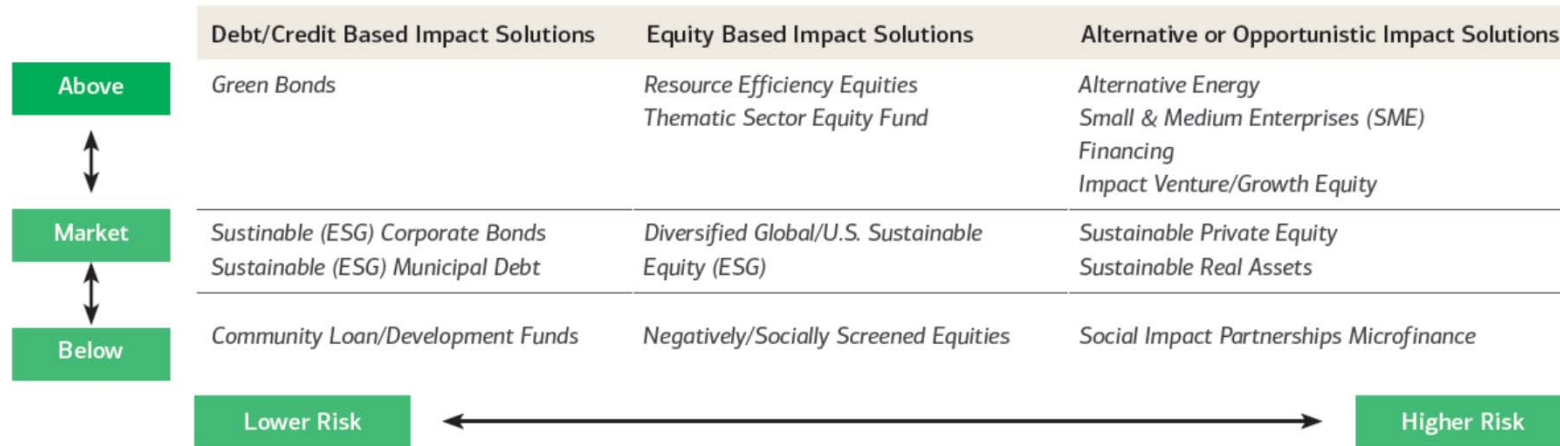 Debt/Credit Based Impact Solutions
Equity Based Impact Solutions
Alternative or Opportunistic Impact Solutions
Above
Green Bonds
Resource Efficiency Equities
Thematic Sector Equity Fund
Alternative Energy
Small & Medium Enterprises (SME)
Financing
Impact Venture/Growth Equity
Market
Sustinable (ESG) Corporate Bonds
Sustainable (ESG) Municipal Debt
Diversified Global/U.S. Sustainable
Equity (ESG)
Sustainable Private Equity
Sustainable Real Assets
Below
Community Loan/Development Funds
Negatively/Socially Screened Equities
Social Impact Partnerships Microfinance
Lower Risk
Higher Risk